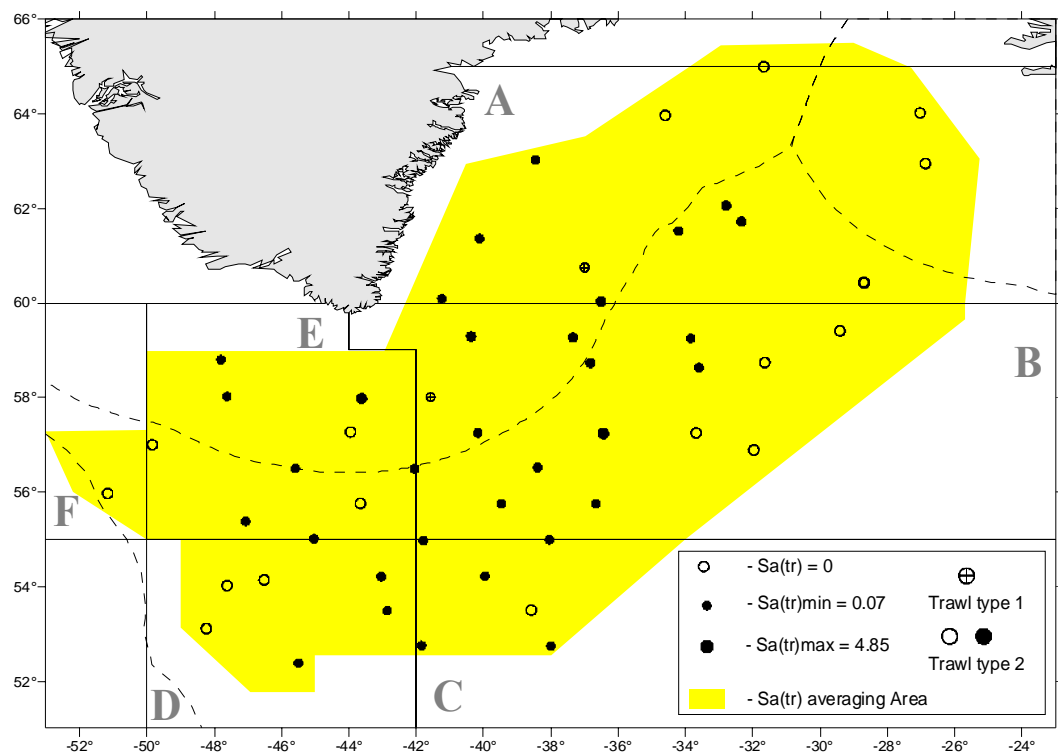 66°
64°
62°
60°
58°
56°
54°
52°
A
B
C
D
E
F
- Sa(tr) = 0
- Sa(tr)min = 0.07
- Sa(tr)max = 4.85
- Sa(tr) averaging Area
Trawl type 1
Trawl type 2
-52° -50° -48° -46° -44° -42° -40° -38° -36° -34° -32° -30° -28° -26° -24°